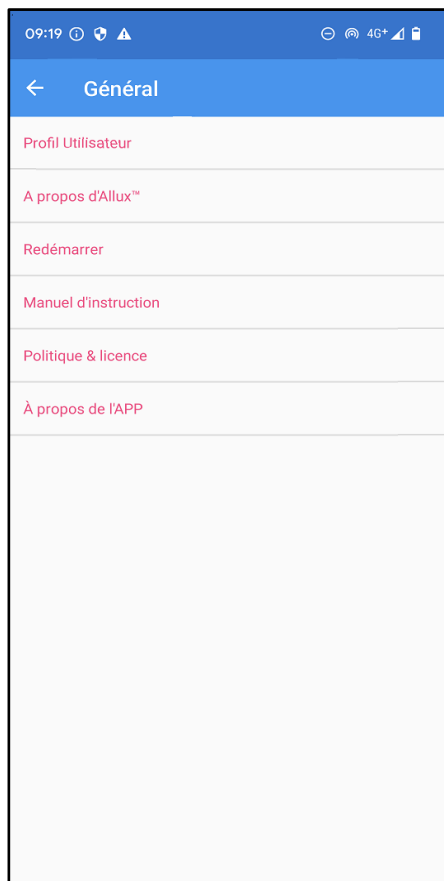 09:19
4G+
Général
Profil Utilisateur
A propos d'Allux™
Redémarrer
Manuel d'instruction
Politique & licence
À propos de l'APP